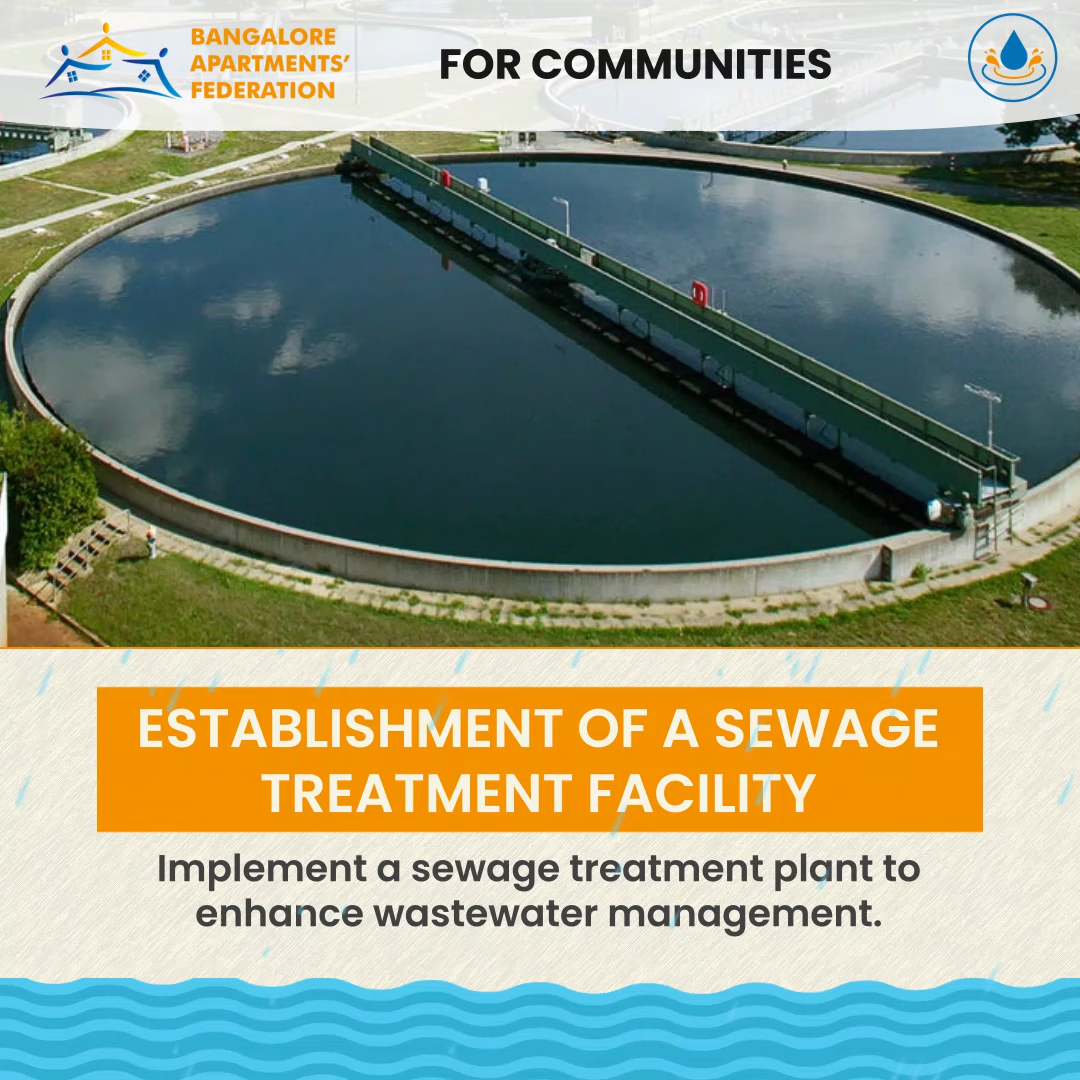 BANGALORE
APARTMENTS'
FEDERATION
FOR COMMUNITIES
ESTABLISHMENT OF A SEWAGE
TREATMENT FACILITY
Implement a sewage treatment plant to
enhance wastewater management.